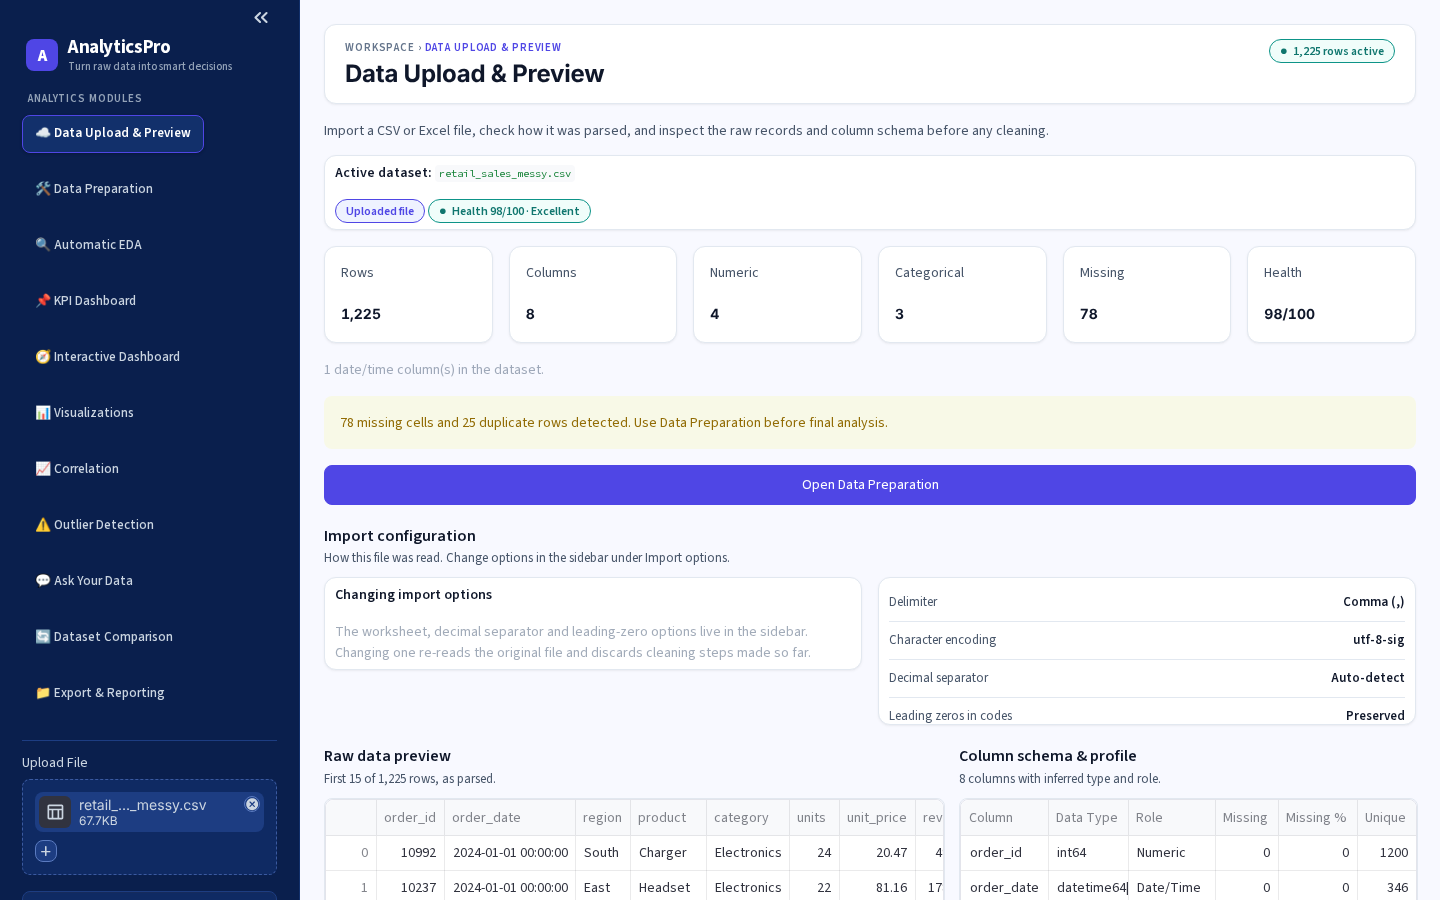 A
AnalyticsPro
Turn raw data into smart decisions
ANALYTICS MODULES
Data Upload & Preview
Data Preparation
Automatic EDA
KPI Dashboard
Interactive Dashboard
Visualizations
Correlation
Outlier Detection
Ask Your Data
Dataset Comparison
Export & Reporting
Upload File
retail_..._messy.csv
67.7KB
WORKSPACE › DATA UPLOAD & PREVIEW
Data Upload & Preview
1,225 rows active
Import a CSV or Excel file, check how it was parsed, and inspect the raw records and column schema before any cleaning.
Active dataset: retail_sales_messy.csv
Uploaded file
Health 98/100 · Excellent
Rows
1,225
Columns
8
Numeric
4
Categorical
3
Missing
78
Health
98/100
1 date/time column(s) in the dataset.
78 missing cells and 25 duplicate rows detected. Use Data Preparation before final analysis.
Open Data Preparation
Import configuration
How this file was read. Change options in the sidebar under Import options.
Changing import options
The worksheet, decimal separator and leading-zero options live in the sidebar.
Changing one re-reads the original file and discards cleaning steps made so far.
Delimiter Comma (,)
Character encoding utf-8-sig
Decimal separator Auto-detect
Leading zeros in codes Preserved
Raw data preview
First 15 of 1,225 rows, as parsed.
order_id order_date region product category units unit_price rev
0 10992 2024-01-01 00:00:00 South Charger Electronics 24 20.47 4
1 10237 2024-01-01 00:00:00 East Headset Electronics 22 81.16 17
Column schema & profile
8 columns with inferred type and role.
Column Data Type Role Missing Missing % Unique
order_id int64 Numeric 0 0 1200
order_date datetime64[ Date/Time 0 0 346